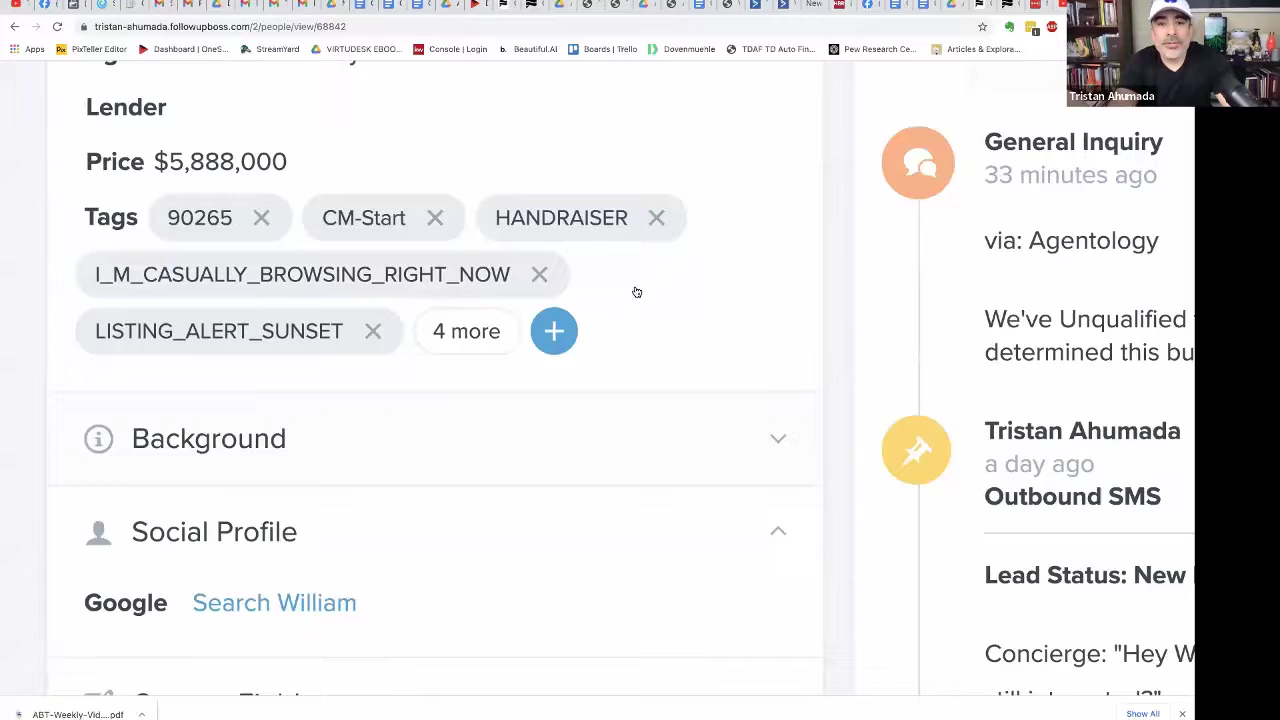 New
tristan-ahumada.followupboss.com/2/people/view/68842
Apps
PixTeller Editor
Dashboard | OneS...
StreamYard
VIRTUDESKEBOO...
Console | Login
Beautiful.AI
Boards | Trello
Dovenmuehle
TDAF TD Auto Fin...
Pew Research Ce...
Articles & Explora...
Tristan Ahumada
Lender
Price $5,888,000
Tags 90265 CM-Start HANDRAISER
I_M_CASUALLY_BROWSING_RIGHT_NOW
LISTING_ALERT_SUNSET 4 more
Background
Social Profile
Google Search William
General Inquiry
33 minutes ago
via: Agentology
We've Unqualified
determined this bu
Tristan Ahumada
a day ago
Outbound SMS
Lead Status: New
Concierge: "Hey W
ABT-Weekly-Vid....pdf
Show All